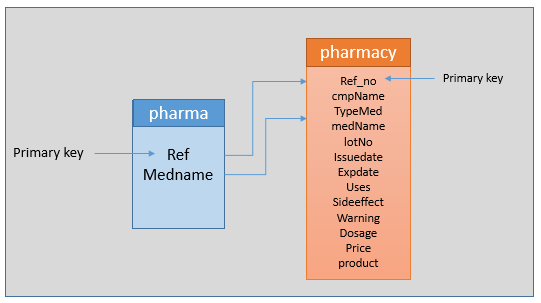 pharmacy
Ref_no
Primary key
cmpName
TypeMed
medName
lotNo
Issuedate
Expdate
Uses
Sideeffect
Warning
Dosage
Price
product
pharma
Primary key
Ref
Medname